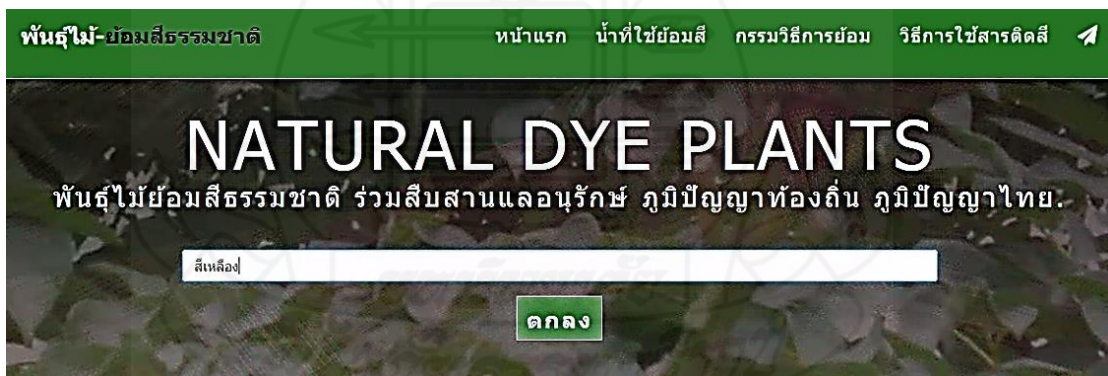 พันธุ์ไม้-ย้อมสีธรรมชาติ หน้าแรก น้ำที่ใช้ย้อมสี กรรมวิธีการย้อม วิธีการใช้สารติดสี
NATURAL DYE PLANTS
พันธุ์ไม้ย้อมสีธรรมชาติ ร่วมสืบสานแลอนุรักษ์ ภูมิปัญญาท้องถิ่น ภูมิปัญญาไทย.
สีเหลือง
ตกลง